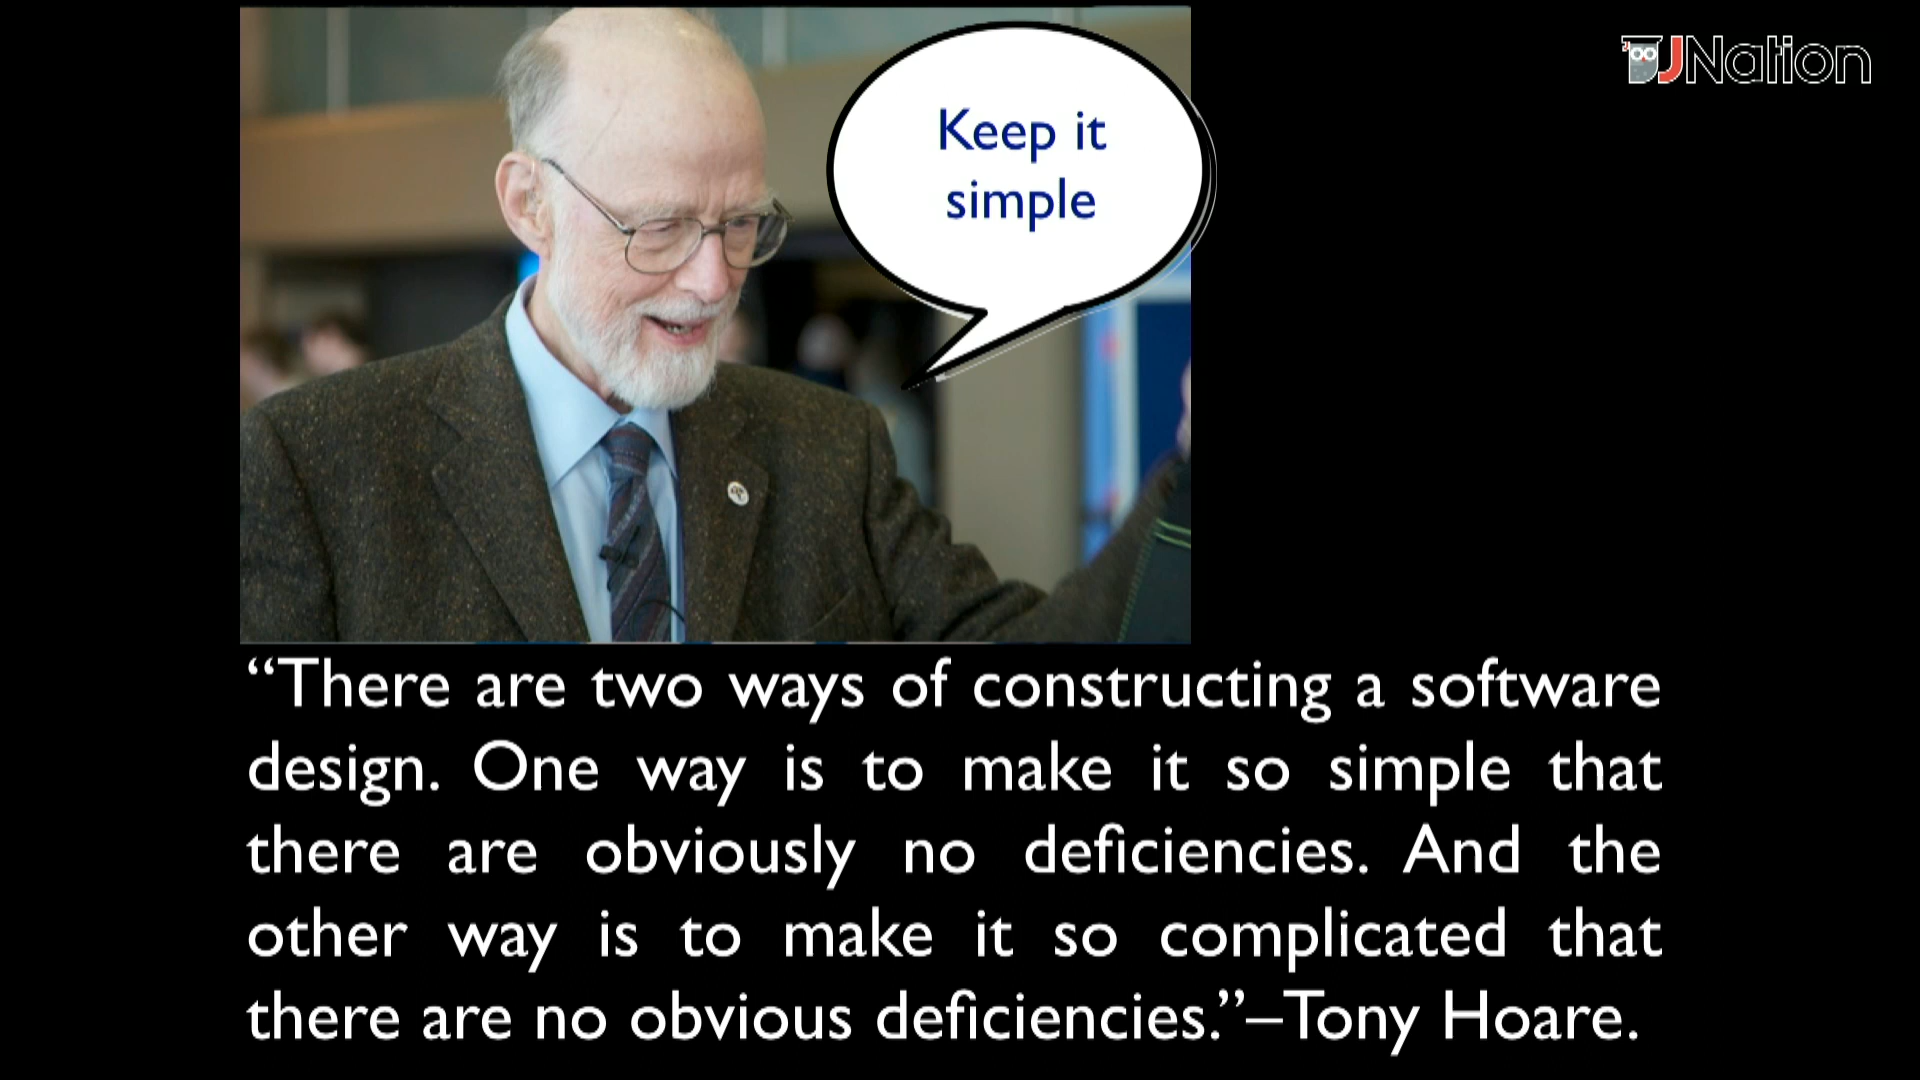 Keep it
simple
JNation
“There are two ways of constructing a software
design. One way is to make it so simple that
there are obviously no deficiencies. And the
other way is to make it so complicated that
there are no obvious deficiencies.”–Tony Hoare.